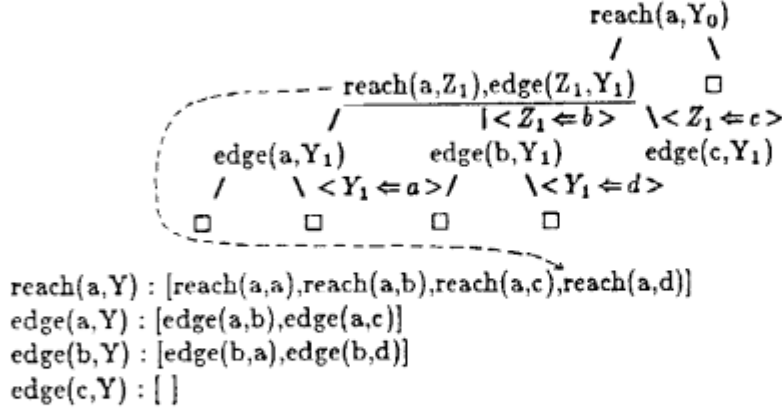 reach(a,Y₀)
/ \
reach(a,Z₁),edge(Z₁,Y₁) □
/ |<Z₁⇐b> \<Z₁⇐c>
edge(a,Y₁) edge(b,Y₁) edge(c,Y₁)
/ \ <Y₁⇐a>/ \<Y₁⇐d>
□ □ □ □
reach(a,Y) : [reach(a,a),reach(a,b),reach(a,c),reach(a,d)]
edge(a,Y) : [edge(a,b),edge(a,c)]
edge(b,Y) : [edge(b,a),edge(b,d)]
edge(c,Y) : [ ]